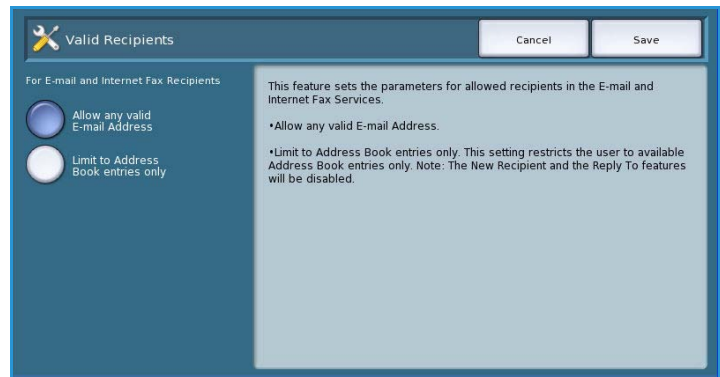 Valid Recipients
Cancel
Save
For E-mail and Internet Fax Recipients
Allow any valid
E-mail Address
Limit to Address
Book entries only
This feature sets the parameters for allowed recipients in the E-mail and
Internet Fax Services.
•Allow any valid E-mail Address.
•Limit to Address Book entries only. This setting restricts the user to available
Address Book entries only. Note: The New Recipient and the Reply To features
will be disabled.